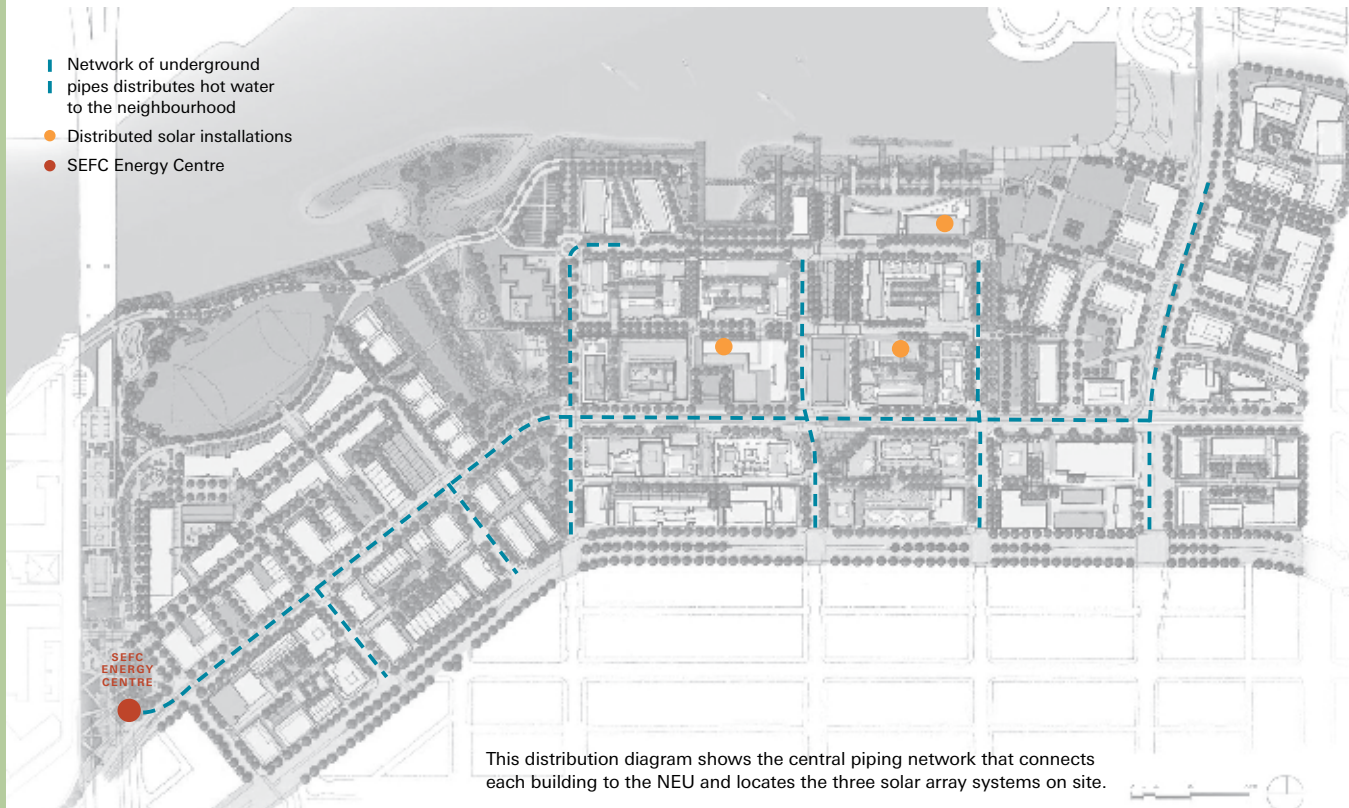 Network of underground
pipes distributes hot water
to the neighbourhood
Distributed solar installations
SEFC Energy Centre
SEFC
ENERGY
CENTRE
This distribution diagram shows the central piping network that connects
each building to the NEU and locates the three solar array systems on site.